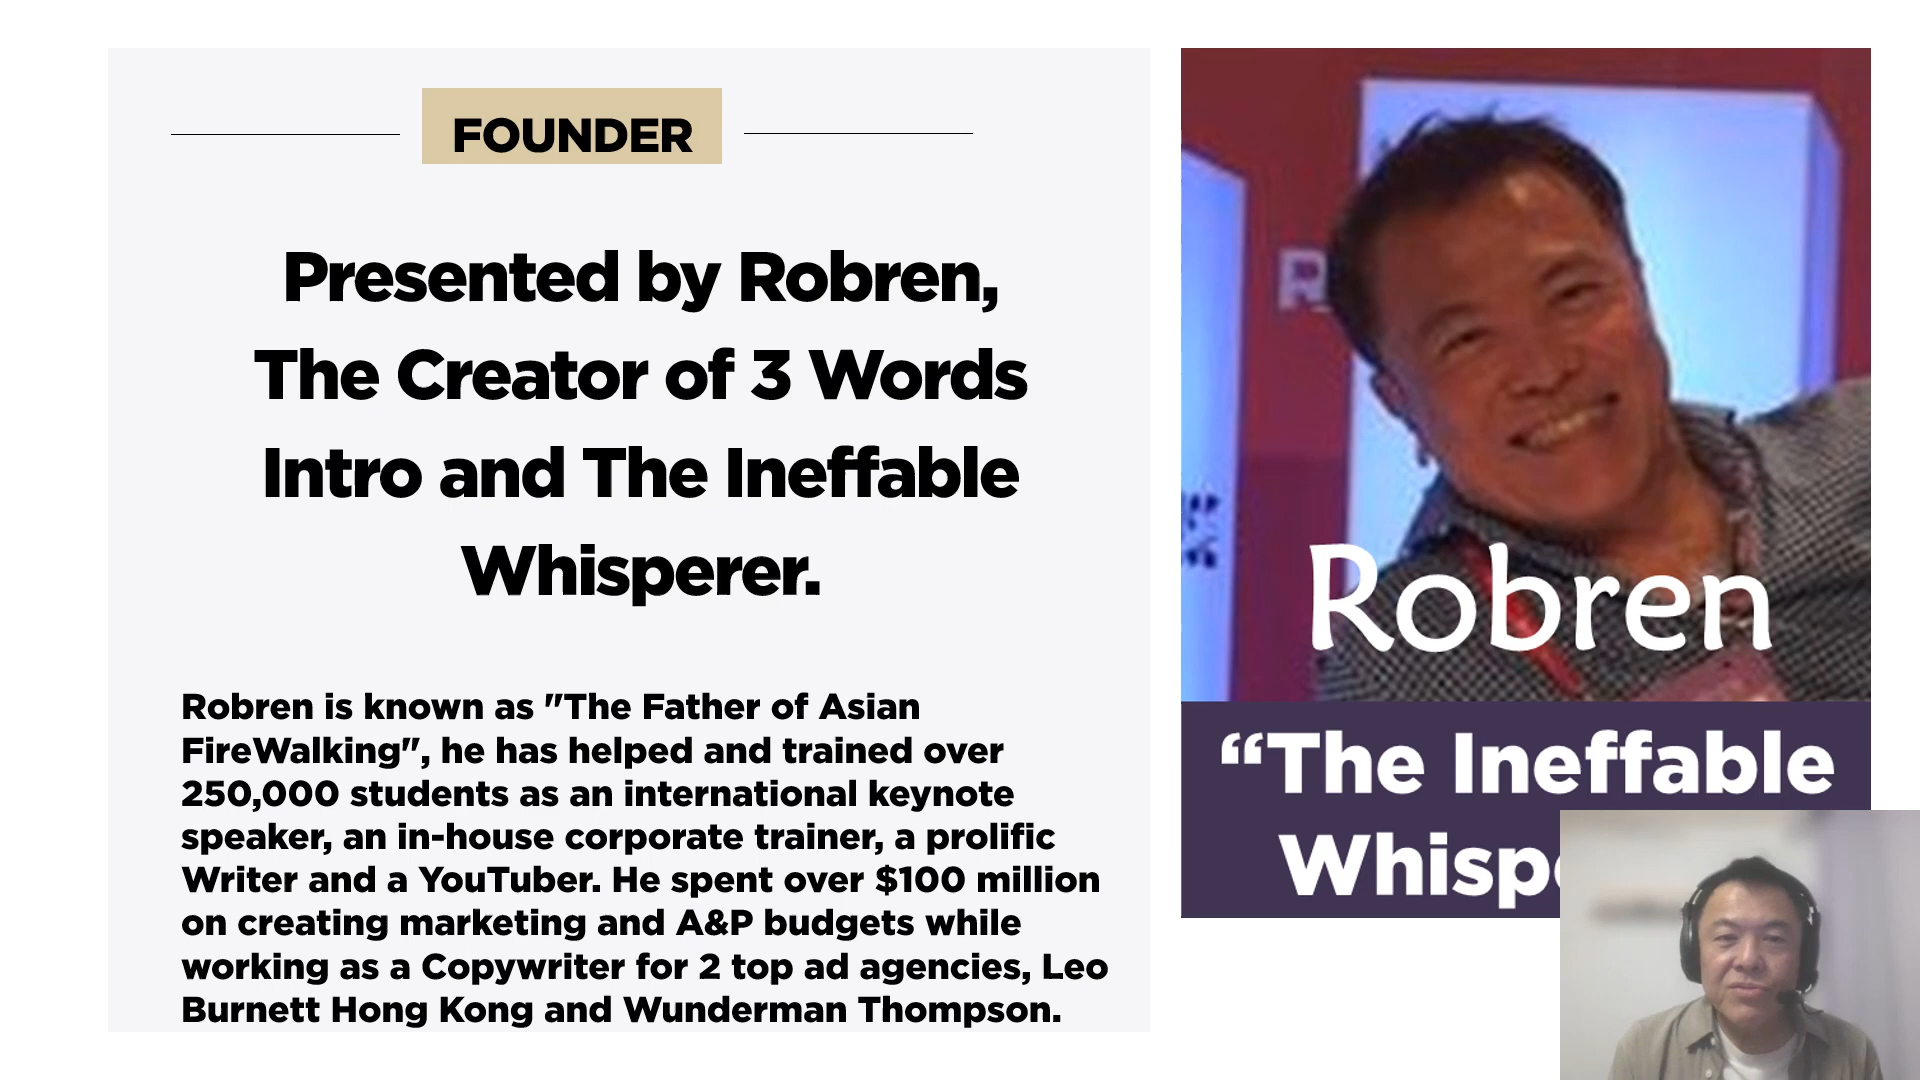 FOUNDER
Presented by Robren,
The Creator of 3 Words
Intro and The Ineffable
Whisperer.
Robren is known as "The Father of Asian
FireWalking", he has helped and trained over
250,000 students as an international keynote
speaker, an in-house corporate trainer, a prolific
Writer and a YouTuber. He spent over $100 million
on creating marketing and A&P budgets while
working as a Copywriter for 2 top ad agencies, Leo
Burnett Hong Kong and Wunderman Thompson.
Robren
“The Ineffable
Whispe